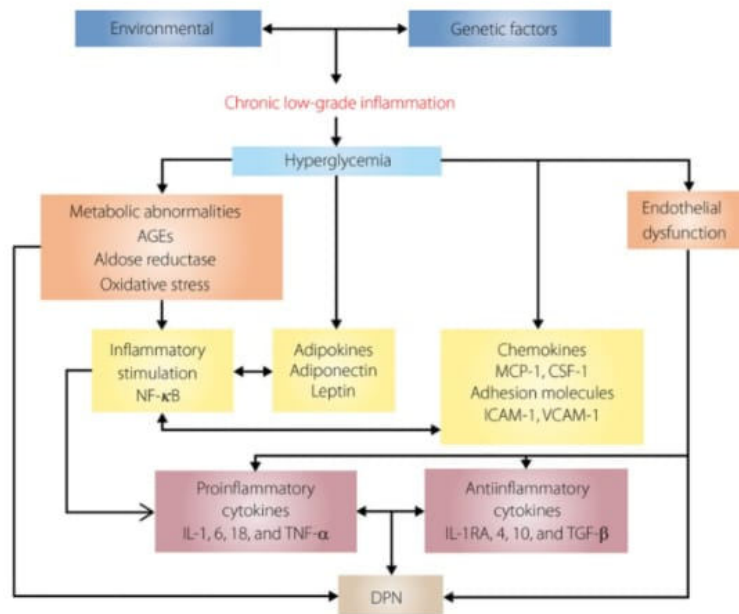 Environmental
Genetic factors
Chronic low-grade inflammation
Hyperglycemia
Metabolic abnormalities
AGEs
Aldose reductase
Oxidative stress
Endothelial
dysfunction
Inflammatory
stimulation
NF-κB
Adipokines
Adiponectin
Leptin
Chemokines
MCP-1, CSF-1
Adhesion molecules
ICAM-1, VCAM-1
Proinflammatory
cytokines
IL-1, 6, 18, and TNF-α
Antiinflammatory
cytokines
IL-1RA, 4, 10, and TGF-β
DPN